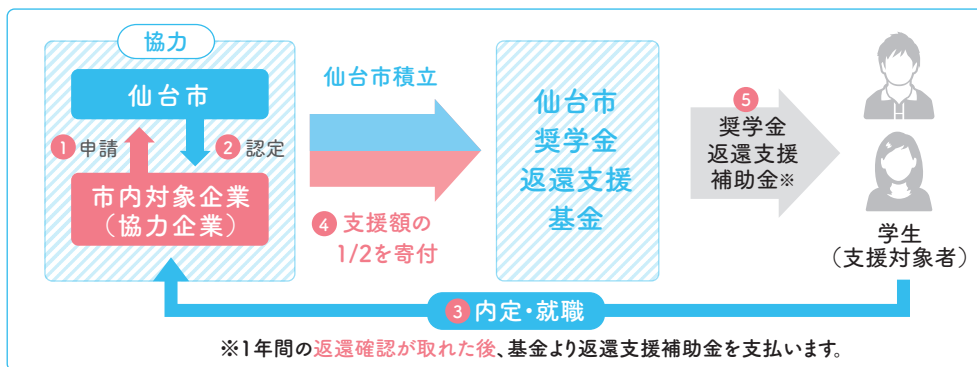 協力
仙台市
1 申請
2 認定
市内対象企業
（協力企業）
仙台市積立
4 支援額の
1/2を寄付
仙台市
奨学金
返還支援
基金
5
奨学金
返還支援
補助金※
学生
（支援対象者）
3 内定・就職
※1年間の返還確認が取れた後、基金より返還支援補助金を支払います。